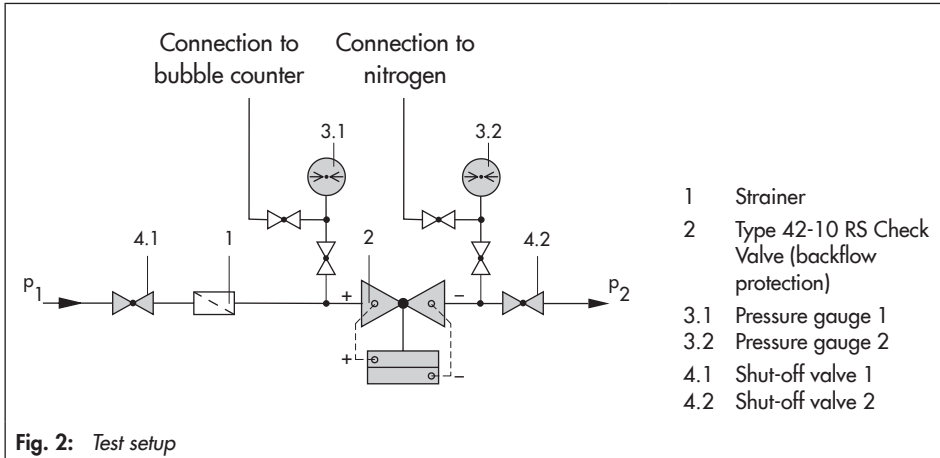 Connection to
bubble counter
Connection to
nitrogen
3.1
3.2
4.1
1
2
4.2
p1
+
–
p2
+
–
1 Strainer
2 Type 42-10 RS Check
Valve (backflow
protection)
3.1 Pressure gauge 1
3.2 Pressure gauge 2
4.1 Shut-off valve 1
4.2 Shut-off valve 2
Fig. 2: Test setup